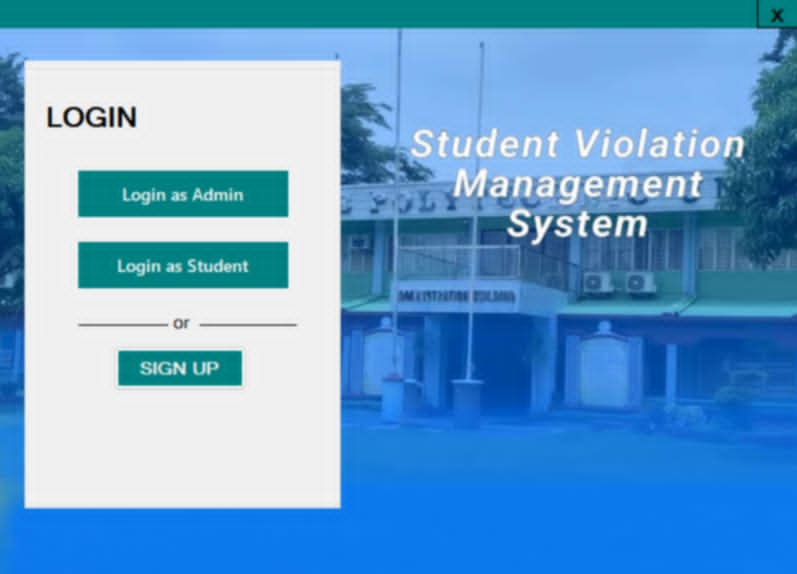 X
LOGIN
Login as Admin
Login as Student
or
SIGN UP
Student Violation
Management
System